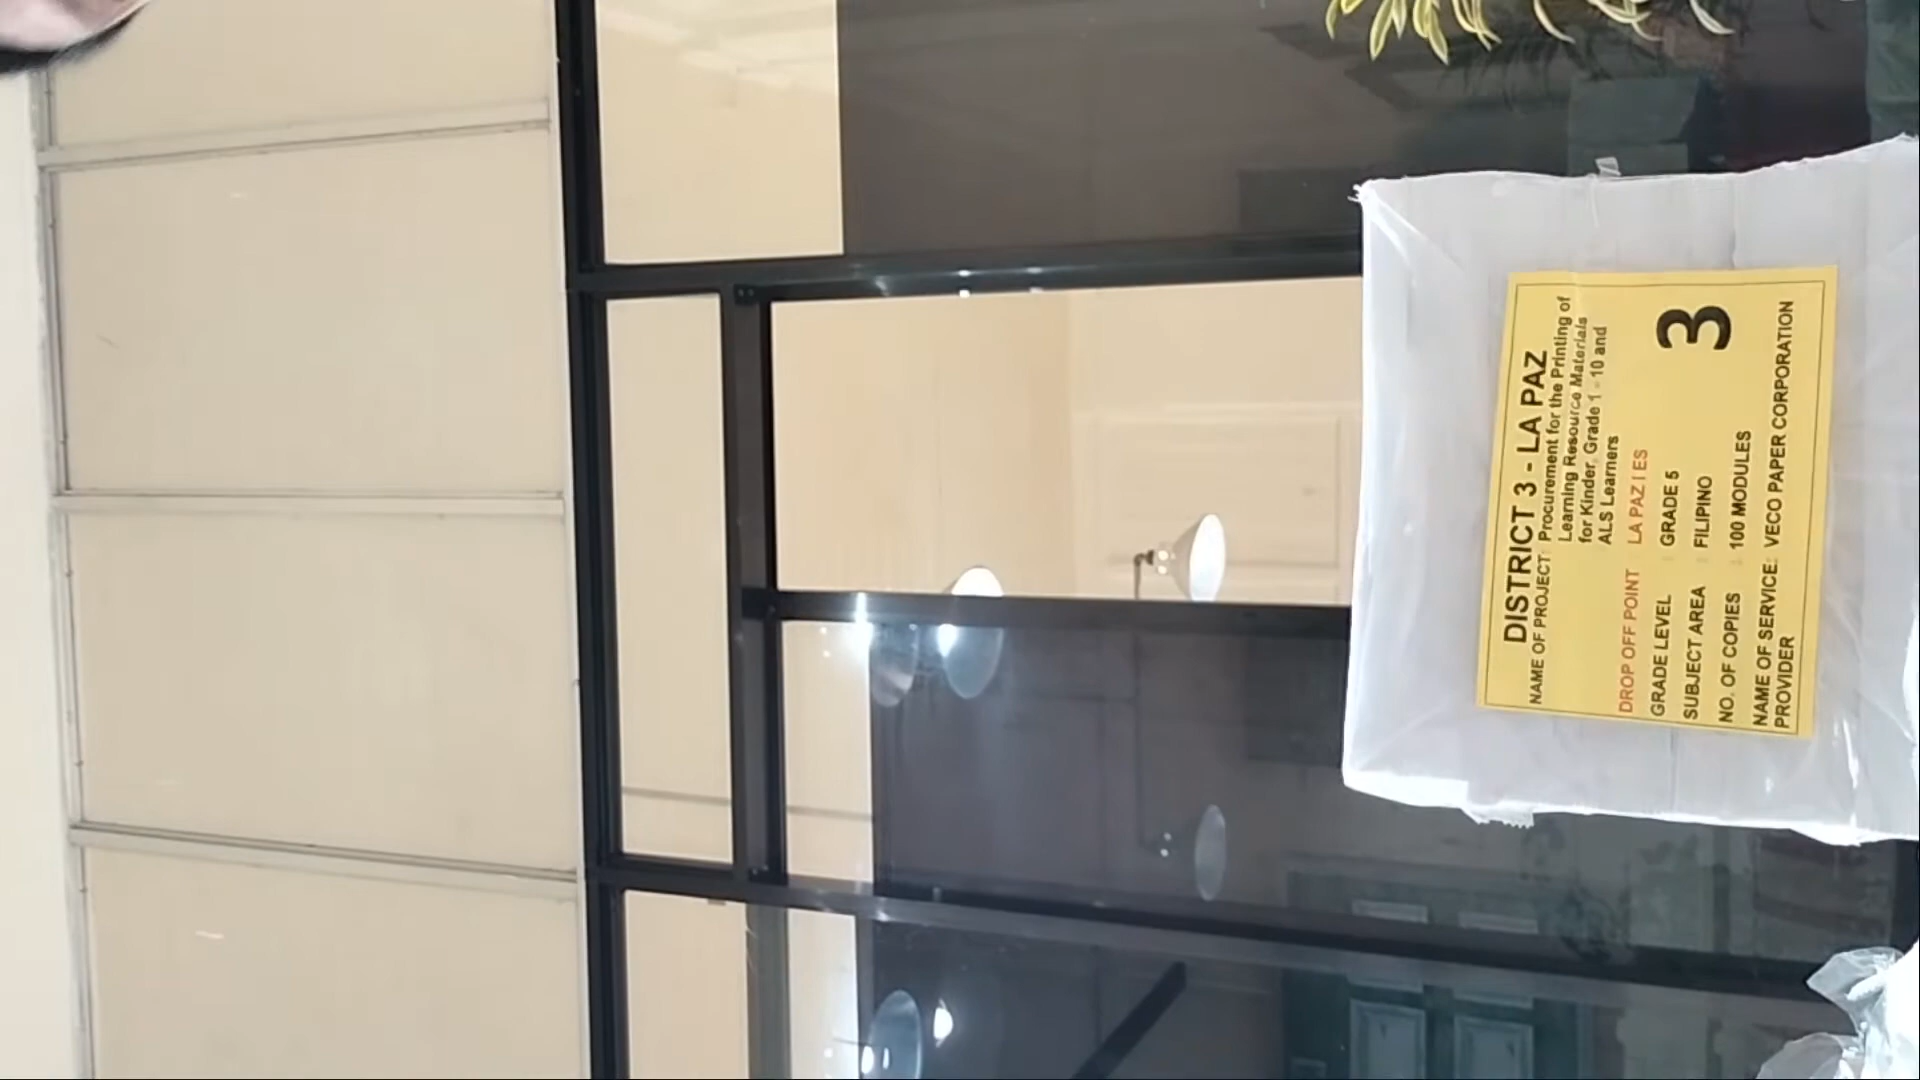 DISTRICT 3 - LA PAZ
NAME OF PROJECT: Procurement for the Printing of
Learning Resource Materials
for Kinder, Grade 1 - 10 and
ALS Learners
DROP OFF POINT : LA PAZ I ES
GRADE LEVEL : GRADE 5
SUBJECT AREA : FILIPINO
3
NO. OF COPIES : 100 MODULES
NAME OF SERVICE: VECO PAPER CORPORATION
PROVIDER